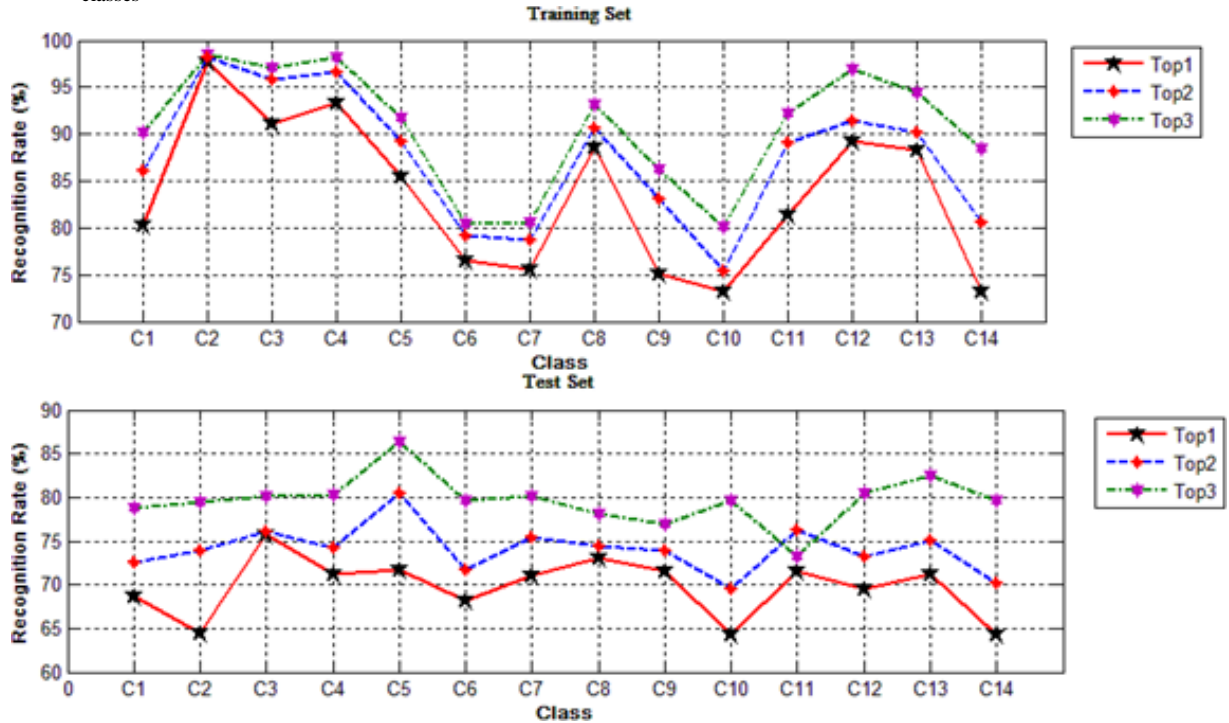 classes
Training Set
100
95
90
85
80
75
70
Recognition Rate (%)
C1 C2 C3 C4 C5 C6 C7 C8 C9 C10 C11 C12 C13 C14
Class
Top1
Top2
Top3
Test Set
90
85
80
75
70
65
60
Recognition Rate (%)
0 C1 C2 C3 C4 C5 C6 C7 C8 C9 C10 C11 C12 C13 C14
Class
Top1
Top2
Top3